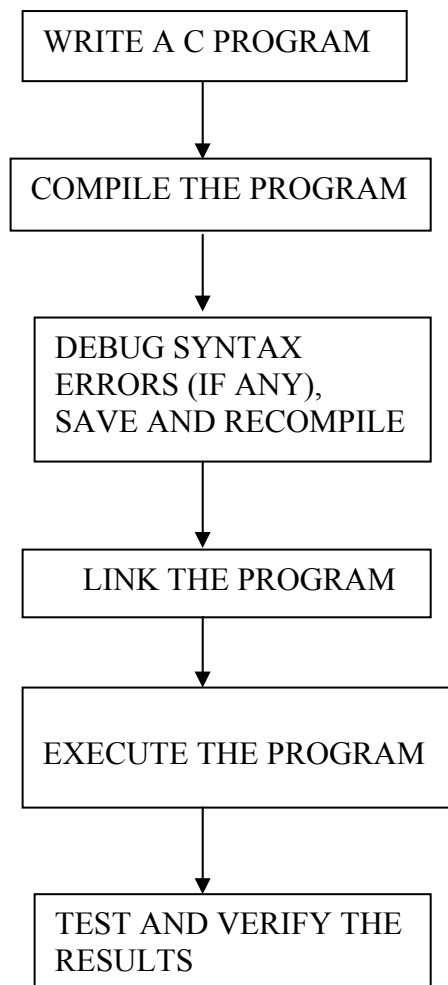 WRITE A C PROGRAM
COMPILE THE PROGRAM
DEBUG SYNTAX
ERRORS (IF ANY),
SAVE AND RECOMPILE
LINK THE PROGRAM
EXECUTE THE PROGRAM
TEST AND VERIFY THE
RESULTS